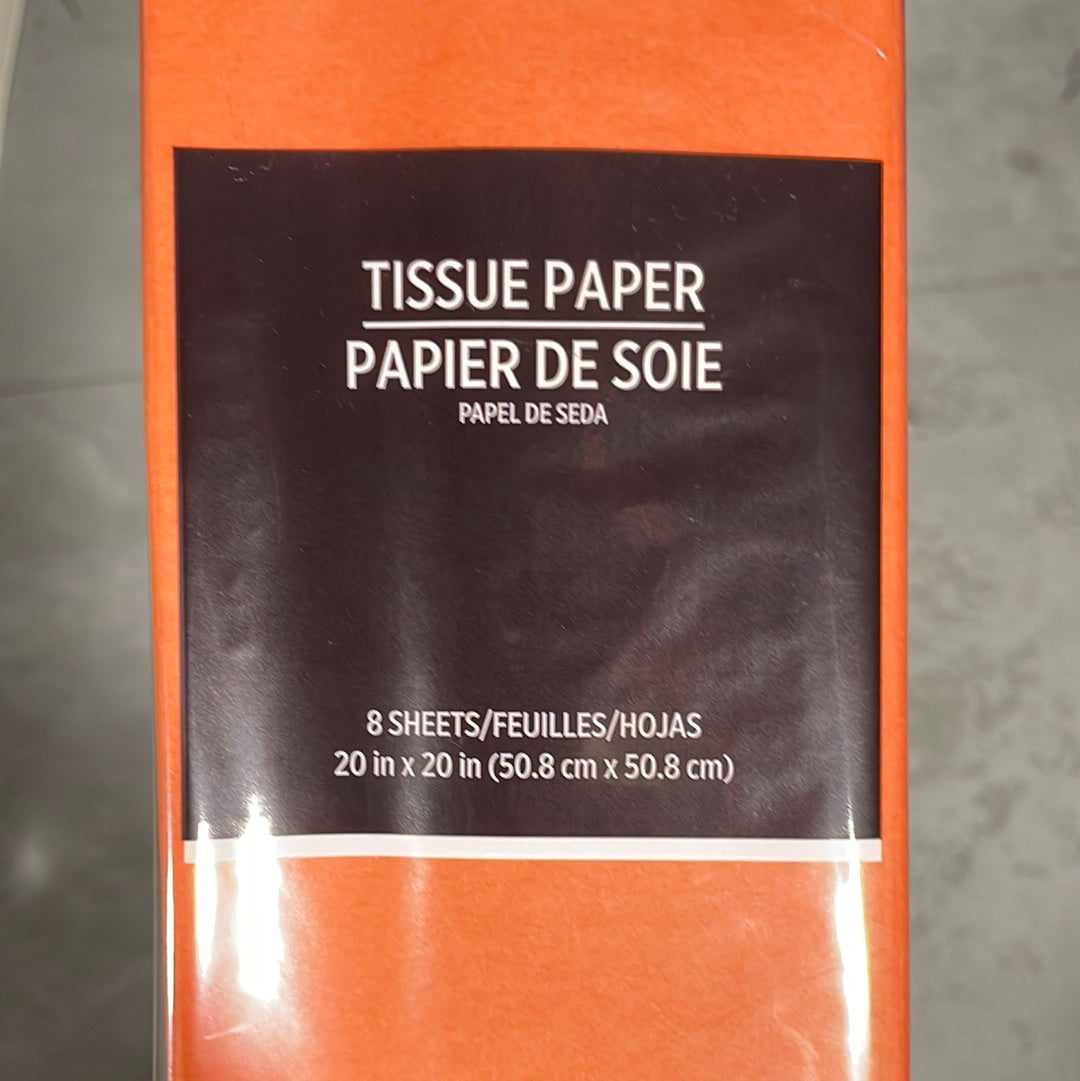 TISSUE PAPER
PAPIER DE SOIE
PAPEL DE SEDA
8 SHEETS/FEUILLES/HOJAS
20 in x 20 in (50.8 cm x 50.8 cm)